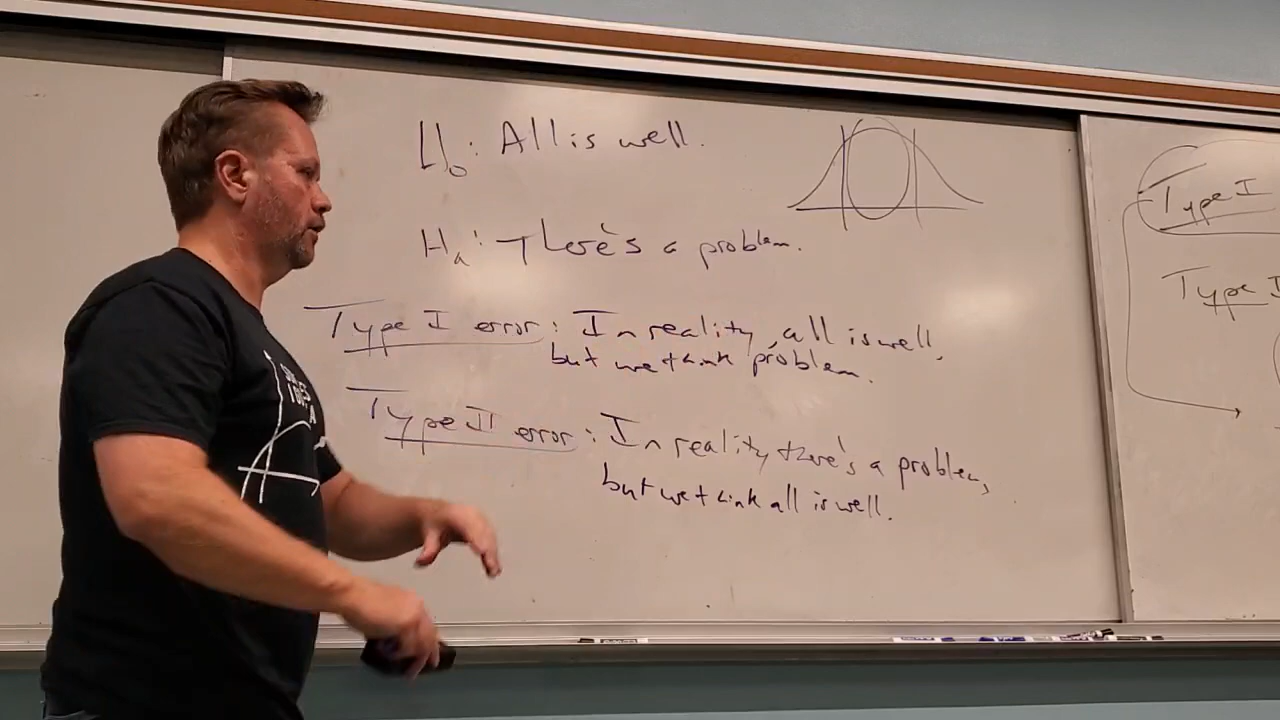 H₀: All is well.
Hₐ: There's a problem.
Type I error: In reality, all is well,
but we think problem.
Type II error: In reality there's a problem,
but we think all is well.
Type I
Type I